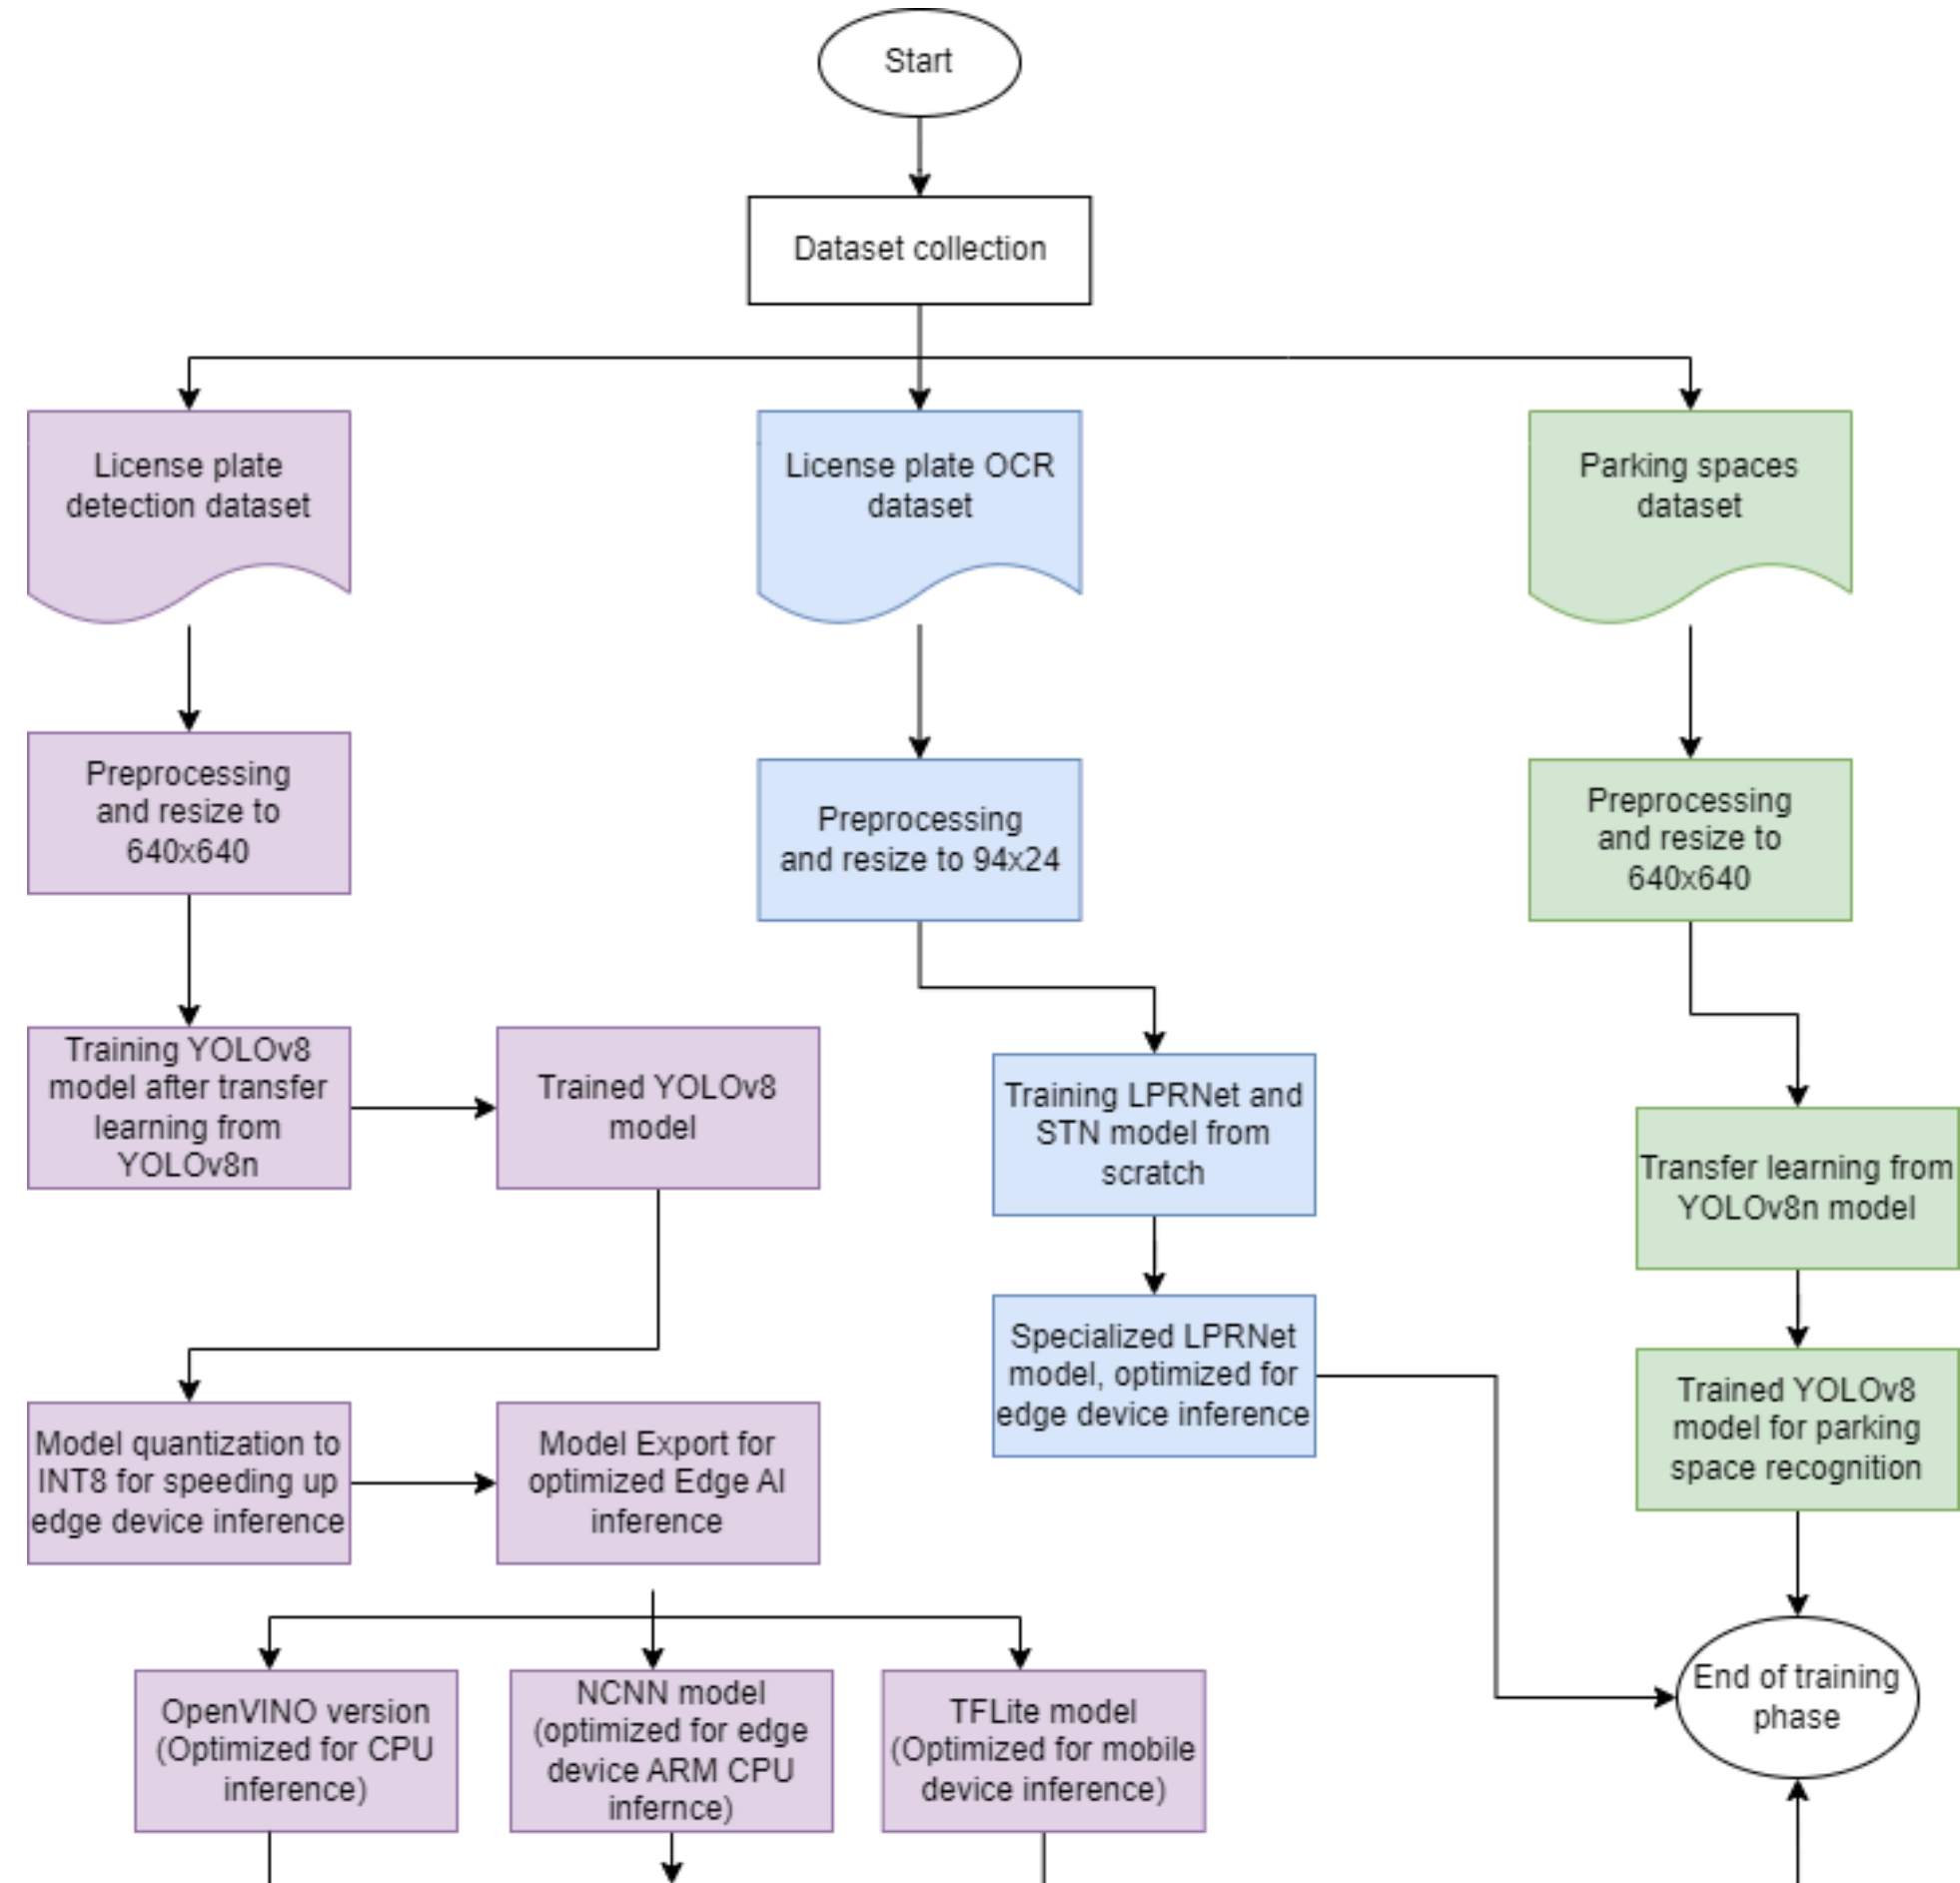 Start
Dataset collection
License plate
detection dataset
License plate OCR
dataset
Parking spaces
dataset
Preprocessing
and resize to
640x640
Preprocessing
and resize to 94x24
Preprocessing
and resize to
640x640
Training YOLOv8
model after transfer
learning from
YOLOv8n
Trained YOLOv8
model
Training LPRNet and
STN model from
scratch
Transfer learning from
YOLOv8n model
Specialized LPRNet
model, optimized for
edge device inference
Trained YOLOv8
model for parking
space recognition
Model quantization to
INT8 for speeding up
edge device inference
Model Export for
optimized Edge AI
inference
OpenVINO version
(Optimized for CPU
inference)
NCNN model
(optimized for edge
device ARM CPU
infernce)
TFLite model
(Optimized for mobile
device inference)
End of training
phase